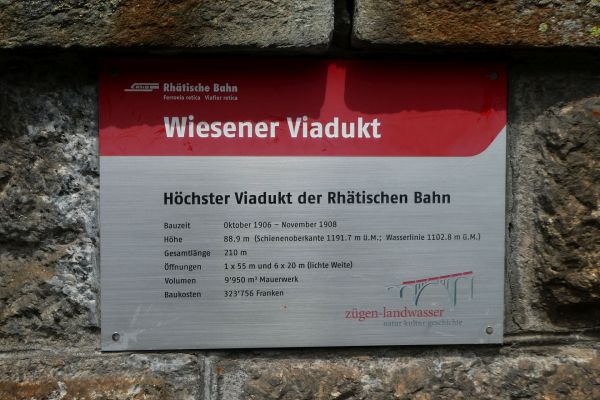 Rhätische Bahn
Ferrovia retica Viafier retica
Wiesener Viadukt
Höchster Viadukt der Rhätischen Bahn
Bauzeit Oktober 1906 – November 1908
Höhe 88.9 m (Schienenoberkante 1191.7 m ü.M.; Wasserlinie 1102.8 m ü.M.)
Gesamtlänge 210 m
Öffnungen 1 x 55 m und 6 x 20 m (lichte Weite)
Volumen 9'950 m³ Mauerwerk
Baukosten 323'756 Franken
zügen-landwasser
natur kultur geschichte